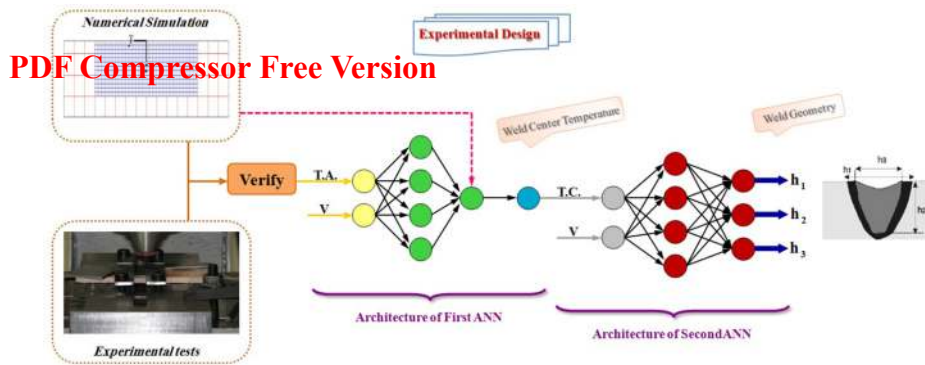 Numerical Simulation
Experimental Design
PDF Compressor Free Version
Weld Center Temperature
Weld Geometry
Verify
T.A.
V
T.C.
V
h1
h2
h3
h3
Architecture of First ANN
Architecture of SecondANN
Experimental tests